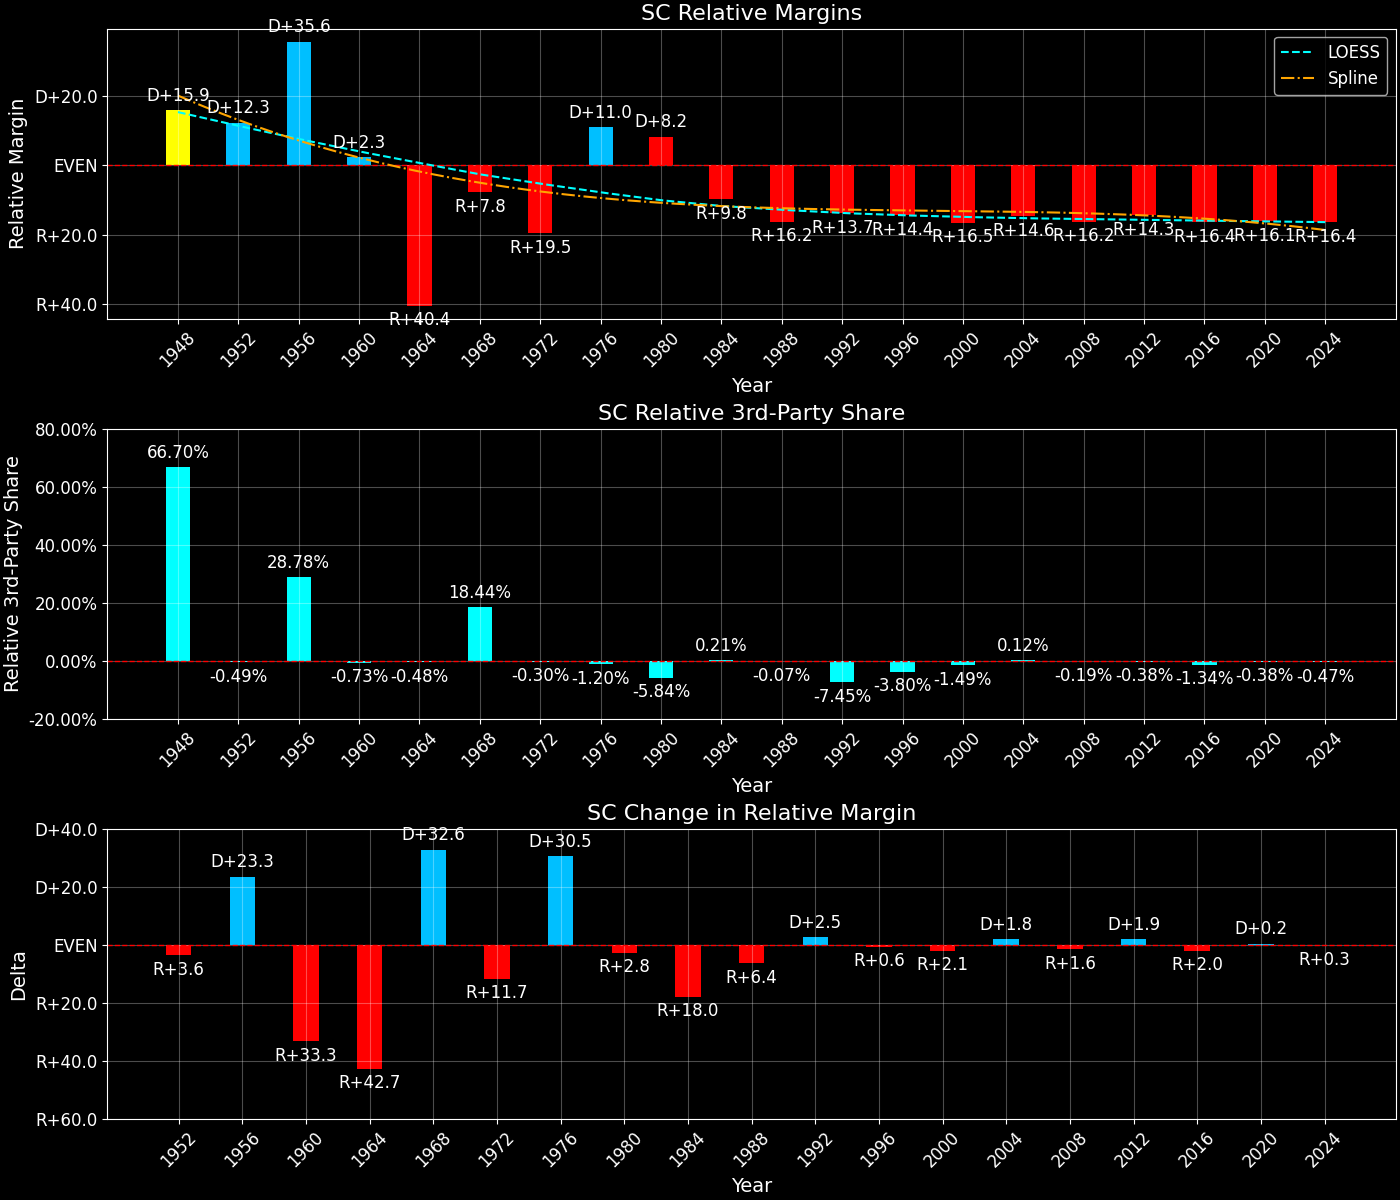 SC Relative Margins
Relative Margin
D+20.0
EVEN
R+20.0
R+40.0
D+15.9
D+12.3
D+35.6
D+2.3
R+40.4
R+7.8
R+19.5
D+11.0
D+8.2
R+9.8
R+16.2
R+13.7
R+14.4
R+16.5
R+14.6
R+16.2
R+14.3
R+16.4
R+16.1
R+16.4
LOESS
Spline
1948 1952 1956 1960 1964 1968 1972 1976 1980 1984 1988 1992 1996 2000 2004 2008 2012 2016 2020 2024
Year
SC Relative 3rd-Party Share
Relative 3rd-Party Share
80.00%
60.00%
40.00%
20.00%
0.00%
-20.00%
66.70%
-0.49%
28.78%
-0.73%
-0.48%
18.44%
-0.30%
-1.20%
-5.84%
0.21%
-0.07%
-7.45%
-3.80%
-1.49%
0.12%
-0.19%
-0.38%
-1.34%
-0.38%
-0.47%
1948 1952 1956 1960 1964 1968 1972 1976 1980 1984 1988 1992 1996 2000 2004 2008 2012 2016 2020 2024
Year
SC Change in Relative Margin
Delta
D+40.0
D+20.0
EVEN
R+20.0
R+40.0
R+60.0
R+3.6
D+23.3
R+33.3
R+42.7
D+32.6
R+11.7
D+30.5
R+2.8
R+18.0
R+6.4
D+2.5
R+0.6
R+2.1
D+1.8
R+1.6
D+1.9
R+2.0
D+0.2
R+0.3
1952 1956 1960 1964 1968 1972 1976 1980 1984 1988 1992 1996 2000 2004 2008 2012 2016 2020 2024
Year